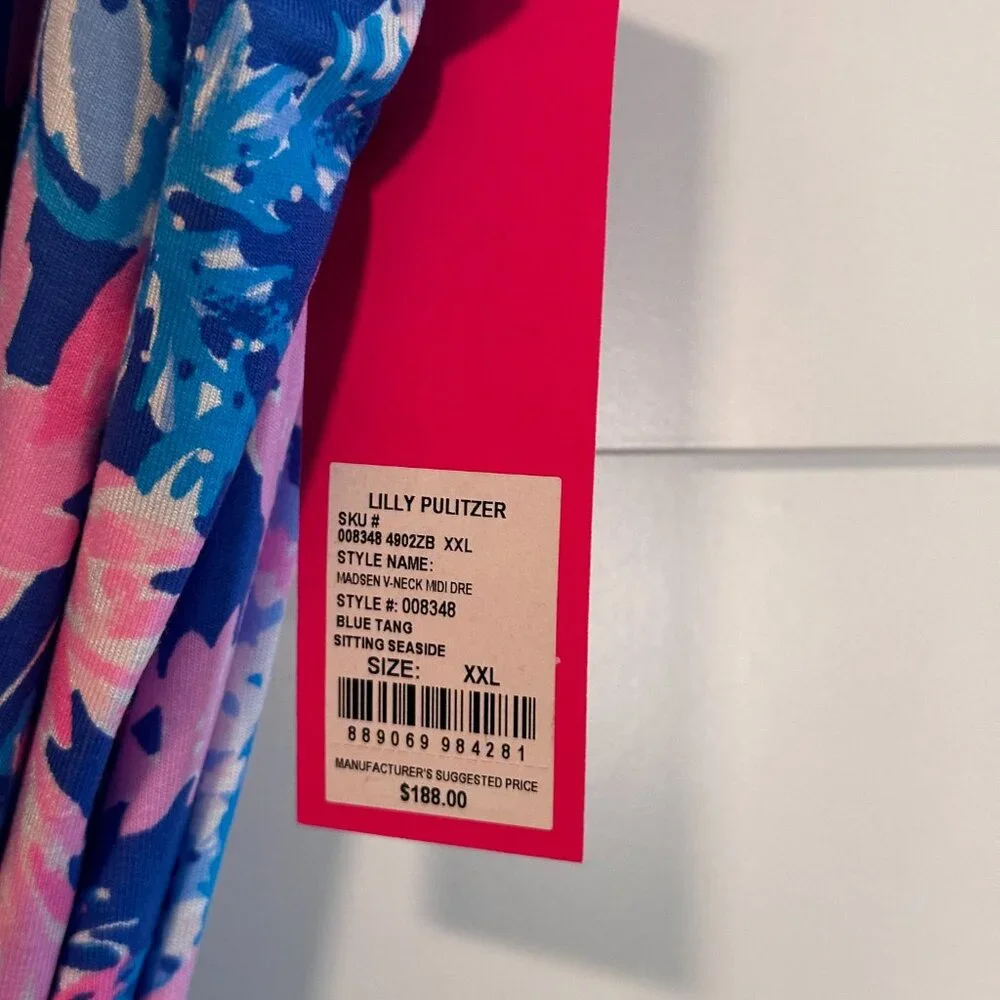 LILLY PULITZER
SKU #
008348 4902ZB XXL
STYLE NAME:
MADSEN V-NECK MIDI DRE
STYLE #: 008348
BLUE TANG
SITTING SEASIDE
SIZE: XXL
889069 984281
MANUFACTURER'S SUGGESTED PRICE
$188.00